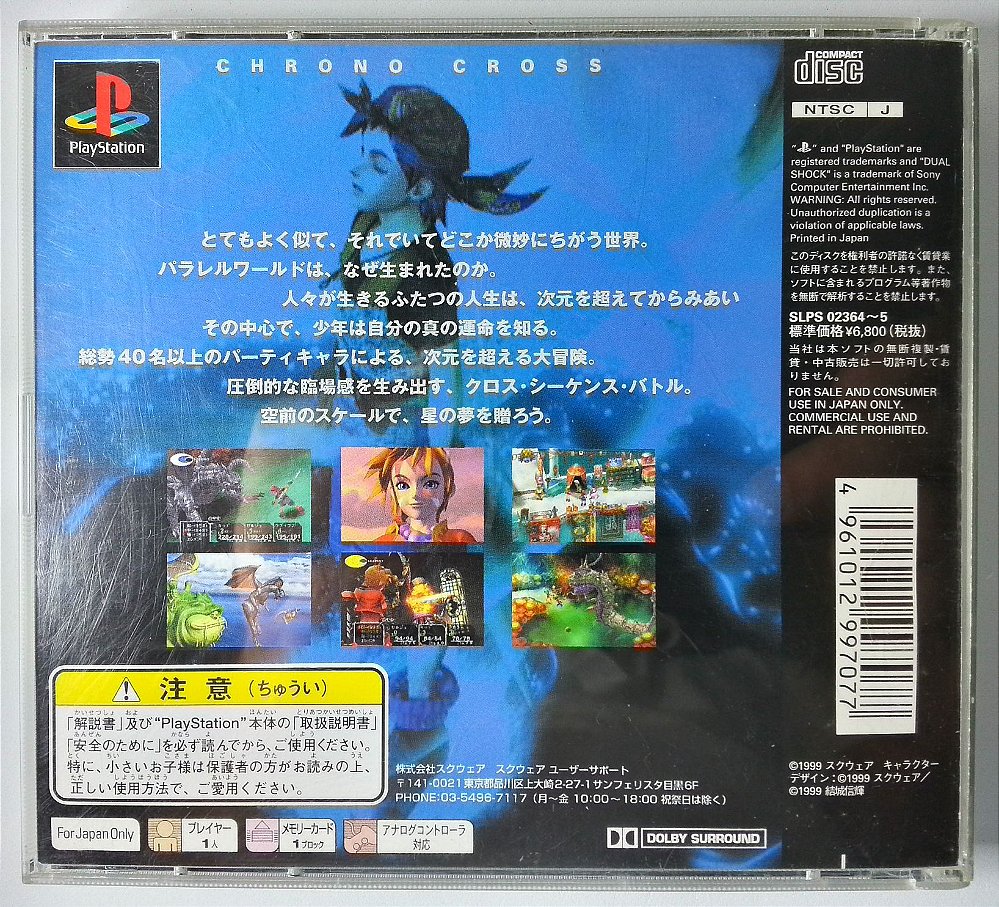 CHRONO CROSS
PlayStation
とてもよく似て、それでいてどこか微妙にちがう世界。
パラレルワールドは、なぜ生まれたのか。
人々が生きるふたつの人生は、次元を超えてからみあい
その中心で、少年は自分の真の運命を知る。
総勢40名以上のパーティキャラによる、次元を超える大冒険。
圧倒的な臨場感を生み出す、クロス・シーケンス・バトル。
空前のスケールで、星の夢を贈ろう。
注意(ちゅうい)
「解説書」及び“PlayStation”本体の「取扱説明書」
「安全のために」を必ず読んでから、ご使用ください。
特に、小さいお子様は保護者の方がお読みの上、
正しい使用方法で、ご愛用ください。
株式会社スクウェア スクウェア ユーザーサポート
〒141-0021東京都品川区上大崎2-27-1サンフェリスタ目黒6F
PHONE:03-5496-7117(月〜金 10:00〜18:00 祝祭日は除く)
For Japan Only
プレイヤー
1人
メモリーカード
1ブロック
アナログコントローラ
対応
DOLBY SURROUND
COMPACT
disc
NTSC J
"PS" and "PlayStation" are
registered trademarks and "DUAL
SHOCK" is a trademark of Sony
Computer Entertainment Inc.
WARNING: All rights reserved.
Unauthorized duplication is a
violation of applicable laws.
Printed in Japan
このディスクを権利者の許諾なく賃貸業
に使用することを禁止します。また、
ソフトに含まれるプログラム等著作物
を無断で解析することを禁止します。
SLPS 02364〜5
標準価格¥6,800(税抜)
当社は本ソフトの無断複製・賃
貸・中古販売は一切許可してお
りません。
FOR SALE AND CONSUMER
USE IN JAPAN ONLY.
COMMERCIAL USE AND
RENTAL ARE PROHIBITED.
4 961012 997077
©1999 スクウェア キャラクター
デザイン:©1999 スクウェア/
©1999 結城信輝